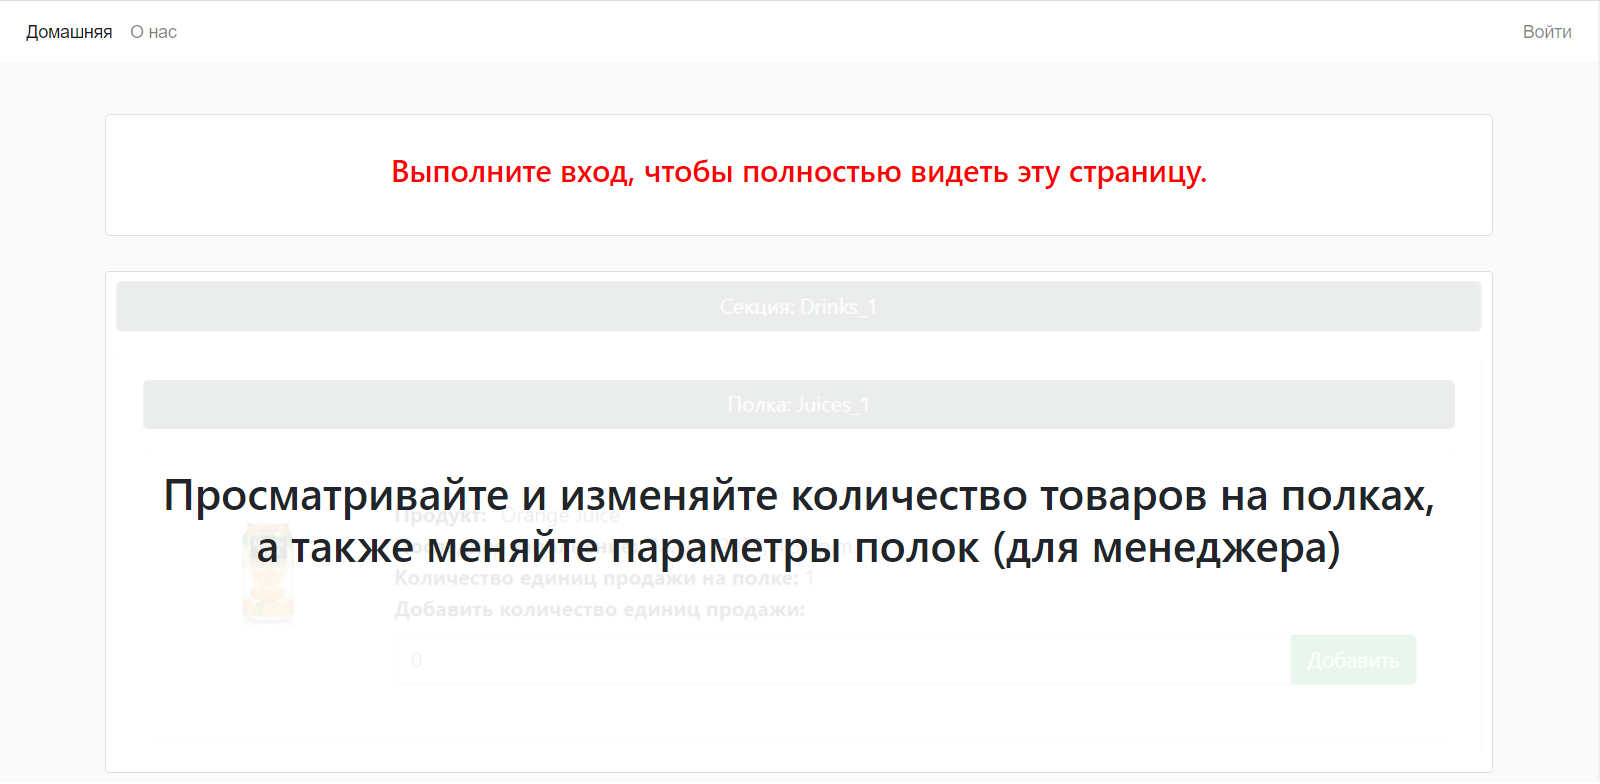 Домашняя О нас Войти
Выполните вход, чтобы полностью видеть эту страницу.
Секция: Drinks_1
Полка: Juices_1
Просматривайте и изменяйте количество товаров на полках,
Продукт: Orange Juice
а также меняйте параметры полок (для менеджера)
Количество единиц продажи на полке: 1
Добавить количество единиц продажи:
0 Добавить